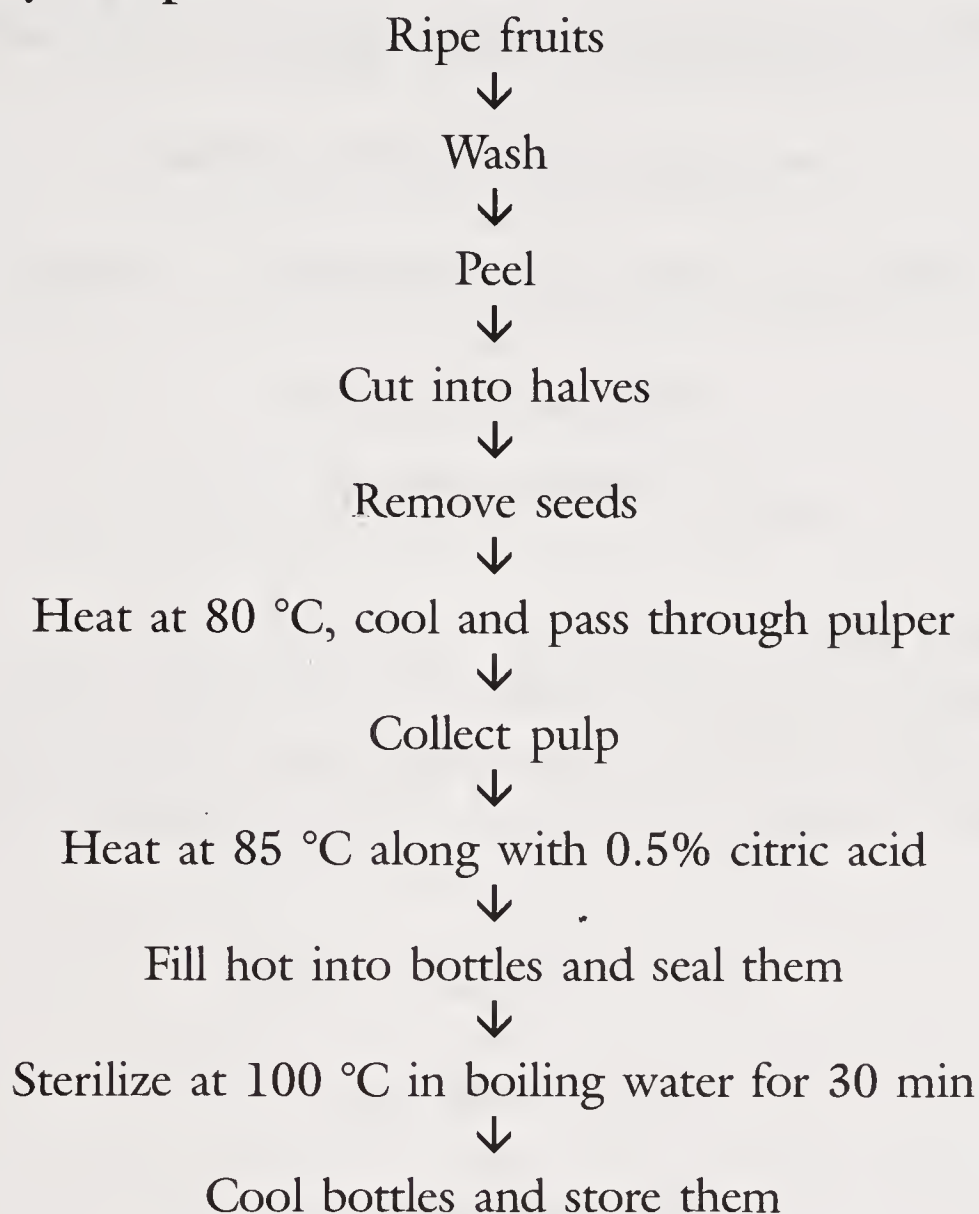 Ripe fruits
↓
Wash
↓
Peel
↓
Cut into halves
↓
Remove seeds
↓
Heat at 80 °C, cool and pass through pulper
↓
Collect pulp
↓
Heat at 85 °C along with 0.5% citric acid
↓
Fill hot into bottles and seal them
↓
Sterilize at 100 °C in boiling water for 30 min
↓
Cool bottles and store them